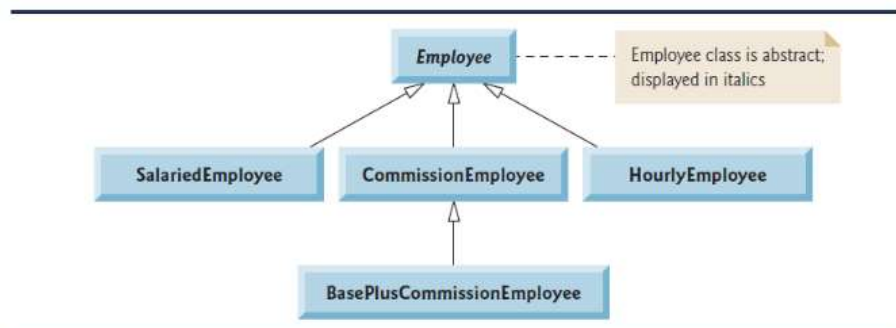 Employee
Employee class is abstract;
displayed in italics
SalariedEmployee
CommissionEmployee
HourlyEmployee
BasePlusCommissionEmployee